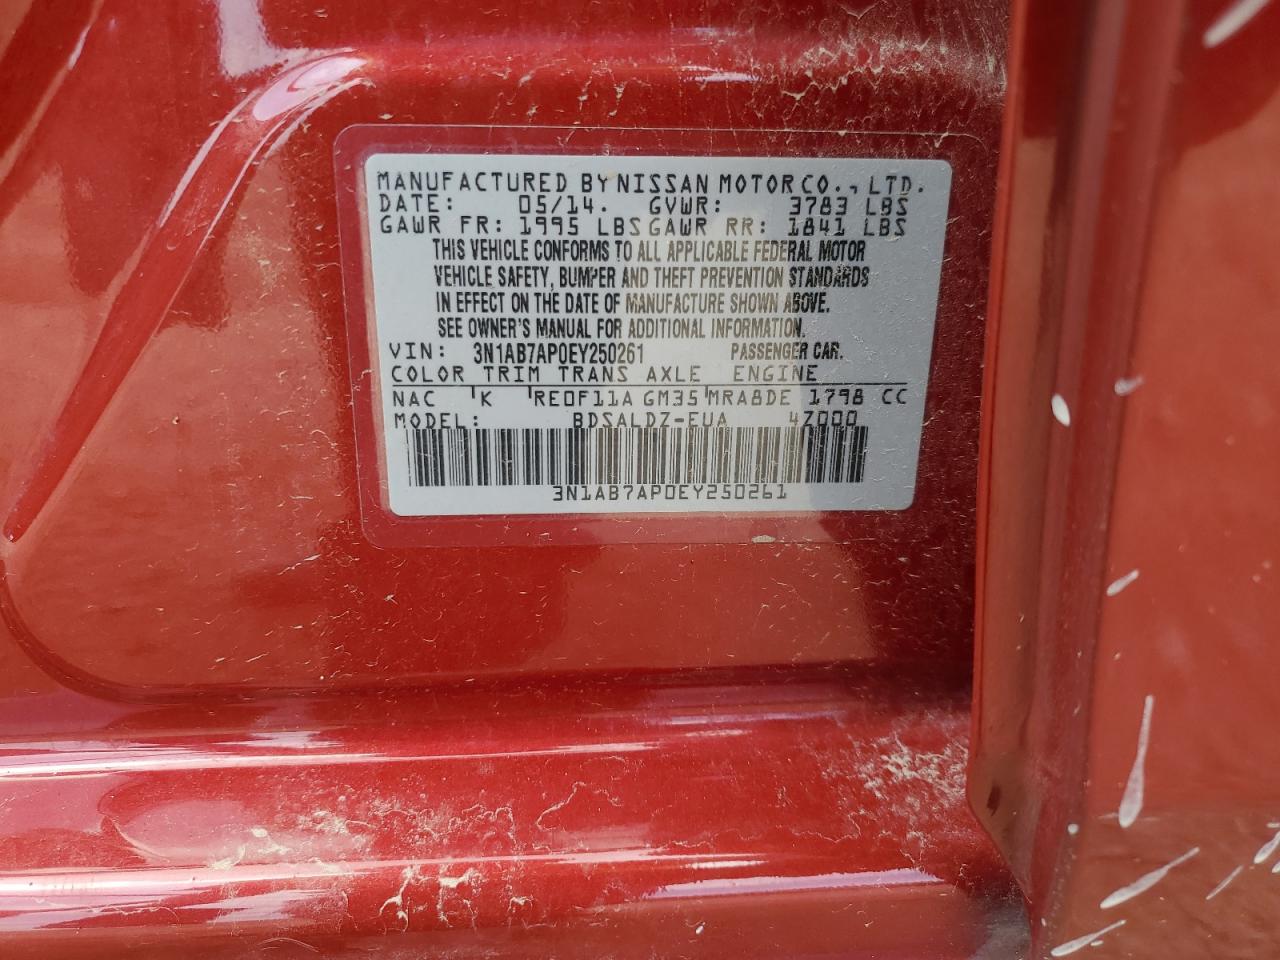 MANUFACTURED BY NISSAN MOTOR CO., LTD.
DATE: 05/14. GVWR: 3783 LBS
GAWR FR: 1995 LBS GAWR RR: 1841 LBS
THIS VEHICLE CONFORMS TO ALL APPLICABLE FEDERAL MOTOR
VEHICLE SAFETY, BUMPER AND THEFT PREVENTION STANDARDS
IN EFFECT ON THE DATE OF MANUFACTURE SHOWN ABOVE.
SEE OWNER'S MANUAL FOR ADDITIONAL INFORMATION.
VIN: 3N1AB7AP0EY250261 PASSENGER CAR.
COLOR TRIM TRANS AXLE ENGINE
NAC K RE0F11A GM35 MRA8DE 1798 CC
MODEL: BDSALDZ-EUA 4Z000
3N1AB7AP0EY250261